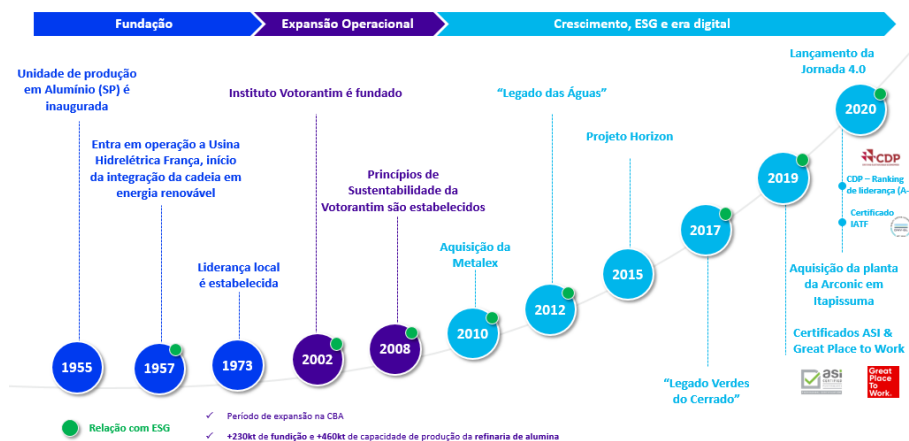 Fundação
Expansão Operacional
Crescimento, ESG e era digital
Unidade de produção
em Alumínio (SP) é
inaugurada
1955
Entra em operação a Usina
Hidrelétrica França, início
da integração da cadeia em
energia renovável
1957
Liderança local
é estabelecida
1973
Instituto Votorantim é fundado
2002
Princípios de
Sustentabilidade da
Votorantim são estabelecidos
2008
Aquisição da
Metalex
2010
“Legado das Águas”
2012
Projeto Horizon
2015
2017
“Legado Verdes
do Cerrado”
2019
Certificados ASI &
Great Place to Work
asi
Great
Place
To
Work.
Lançamento da
Jornada 4.0
2020
CDP
CDP – Ranking
de liderança (A-
Certificado
IATF
Aquisição da planta
da Arconic em
Itapissuma
Relação com ESG
✓ Período de expansão na CBA
✓ +230kt de fundição e +460kt de capacidade de produção da refinaria de alumina